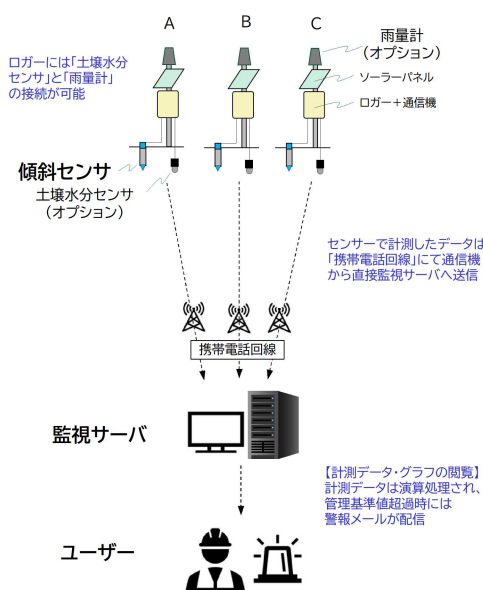 A
B
C
雨量計
（オプション）
ソーラーパネル
ロガー＋通信機
ロガーには「土壌水分
センサ」と「雨量計」
の接続が可能
傾斜センサ
土壌水分センサ
（オプション）
センサーで計測したデータは
「携帯電話回線」にて通信機
から直接監視サーバへ送信
携帯電話回線
監視サーバ
【計測データ・グラフの閲覧】
計測データは演算処理され、
管理基準値超過時には
警報メールが配信
ユーザー